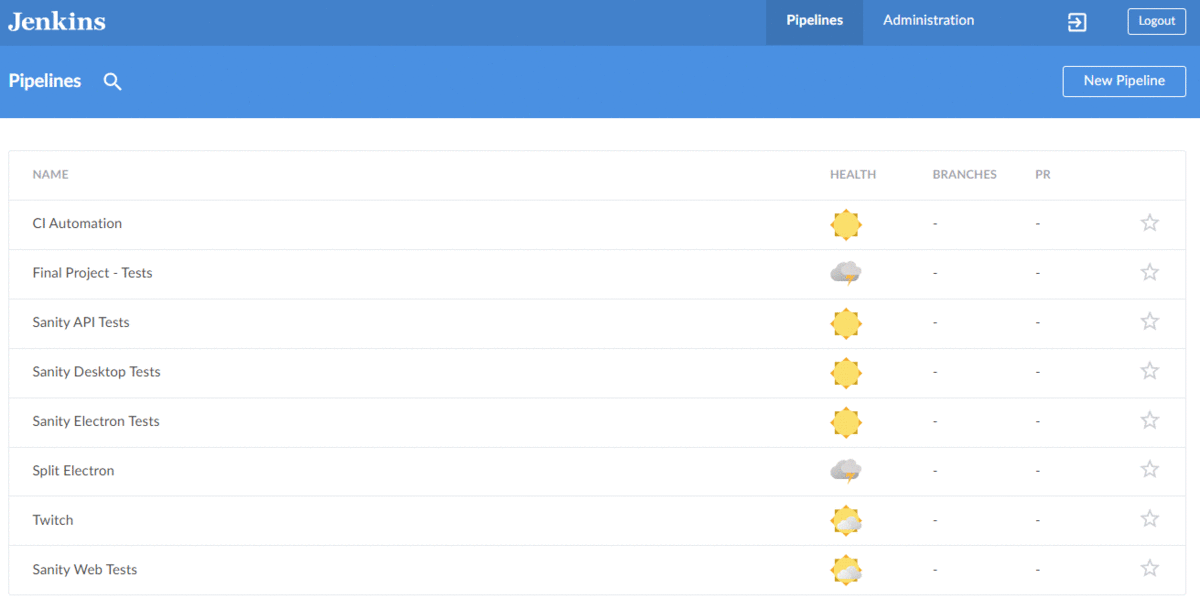 Jenkins Pipelines Administration Logout
Pipelines New Pipeline
NAME HEALTH BRANCHES PR
CI Automation - -
Final Project - Tests - -
Sanity API Tests - -
Sanity Desktop Tests - -
Sanity Electron Tests - -
Split Electron - -
Twitch - -
Sanity Web Tests - -